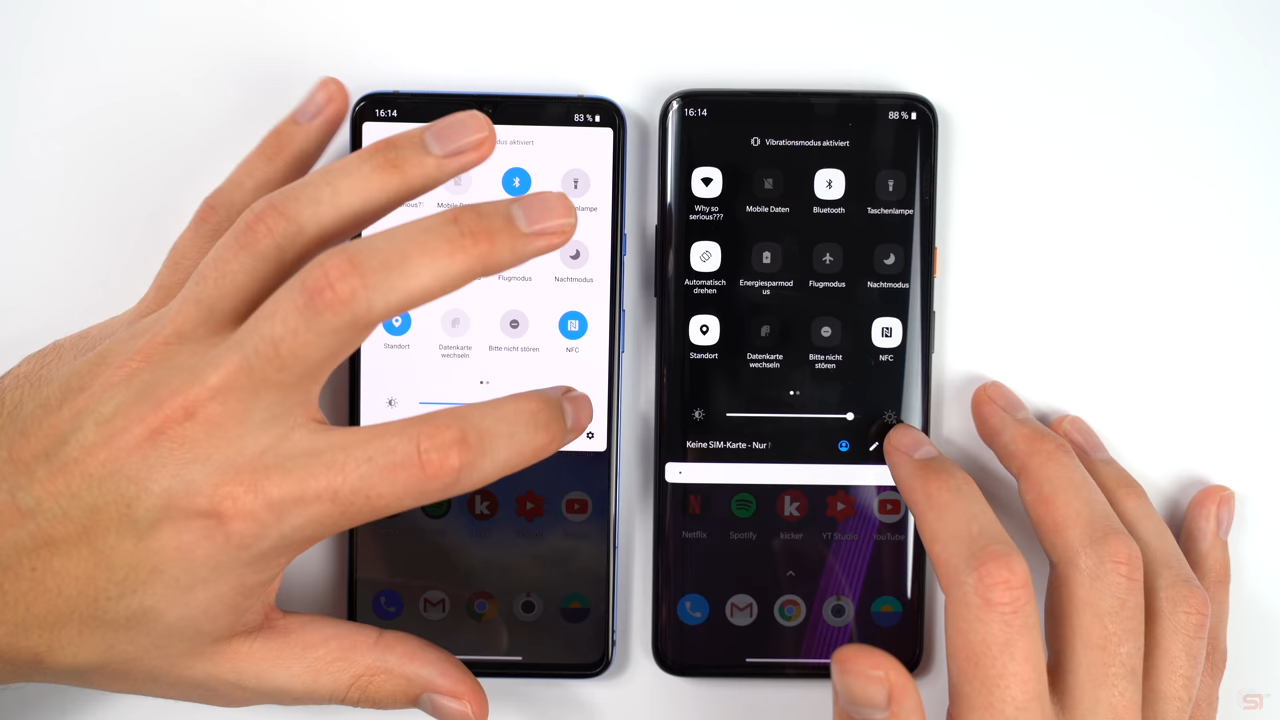 16:14
83 %
dus aktiviert
Flugmodus
Nachtmodus
Standort
Datenkarte
wechseln
Bitte nicht stören
NFC
16:14
88 %
Vibrationsmodus aktiviert
Why so
serious???
Mobile Daten
Bluetooth
Taschenlampe
Automatisch
drehen
Energiesparmod
us
Flugmodus
Nachtmodus
Standort
Datenkarte
wechseln
Bitte nicht
stören
NFC
Keine SIM-Karte - Nur
Netflix
Spotify
kicker
YT Studio
YouTube
ST